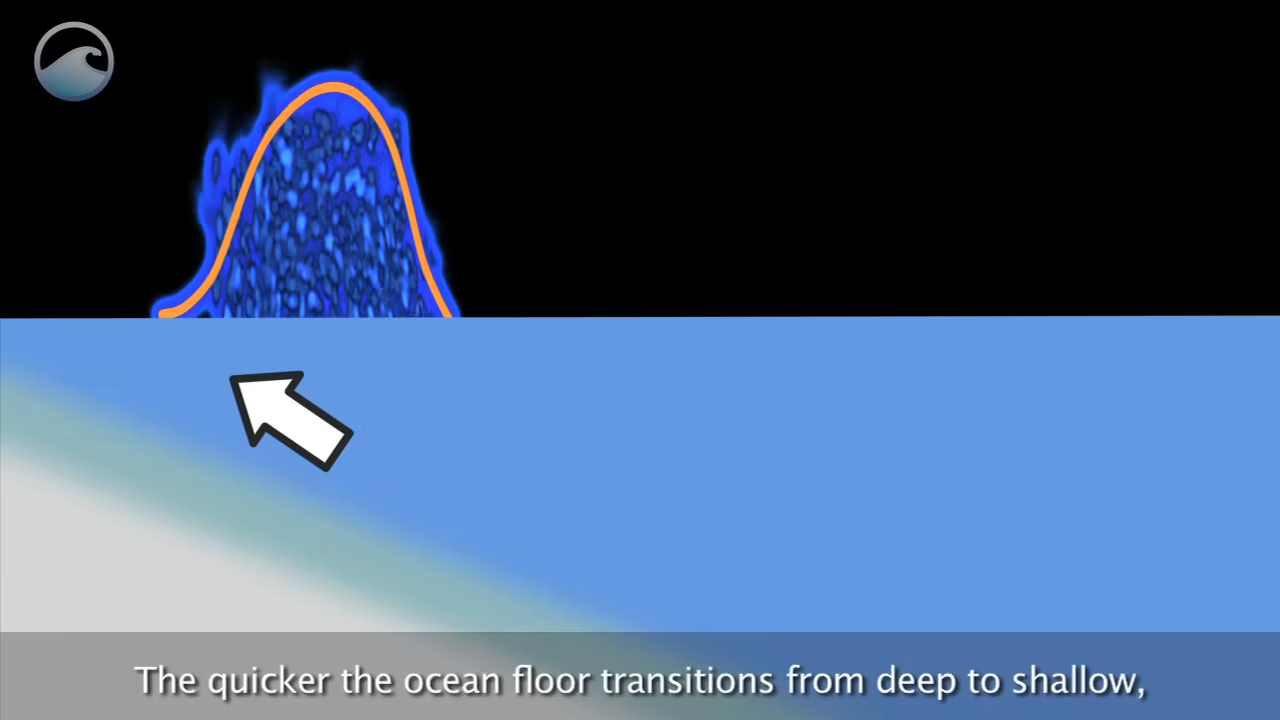 The quicker the ocean floor transitions from deep to shallow,